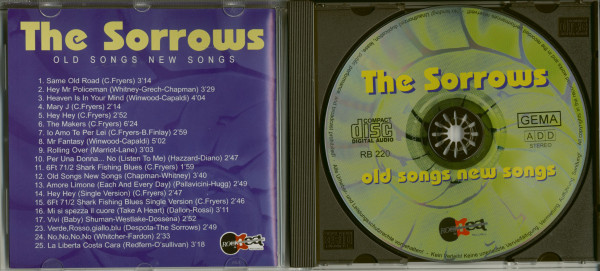 The Sorrows
OLD SONGS NEW SONGS
1. Same Old Road (C.Fryers) 3'14
2. Hey Mr Policeman (Whitney-Grech-Chapman) 3'29
3. Heaven Is In Your Mind (Winwood-Capaldi) 4'04
4. Mary J (C.Fryers) 2'14
5. Hey Hey (C.Fryers) 2'52
6. The Makers (C.Fryers) 6'24
7. Io Amo Te Per Lei (C.Fryers-B.Finlay) 2'59
8. Mr Fantasy (Winwood-Capaldi) 5'02
9. Rolling Over (Marriot-Lane) 3'03
10. Per Una Donna... No (Listen To Me) (Hazzard-Diano) 2'47
11. 6Ft 71/2 Shark Fishing Blues (C.Fryers) 1'59
12. Old Songs New Songs (Chapman-Whitney) 3'40
13. Amore Limone (Each And Every Day) (Pallavicini-Hugg) 2'49
14. Hey Hey (Single Version) (C.Fryers) 2'47
15. 6Ft 71/2 Shark Fishing Blues Single Version (C.Fryers) 2'46
16. Mi si spezza il cuore (Take A Heart) (Dallon-Rossi) 3'11
17. Vivi (Baby) Shuman-Westlake-Dossena) 2'52
23. Verde,Rosso,giallo,blu (Despota-The Sorrows) 2'49
24. No,No,No,No (Whitcher-Fardon) 2'33
25. La Liberta Costa Cara (Redfern-O'sullivan) 3'18
The Sorrows
COMPACT
disc
DIGITAL AUDIO
RB 220
GEMA
ADD
STEREO
old songs new songs